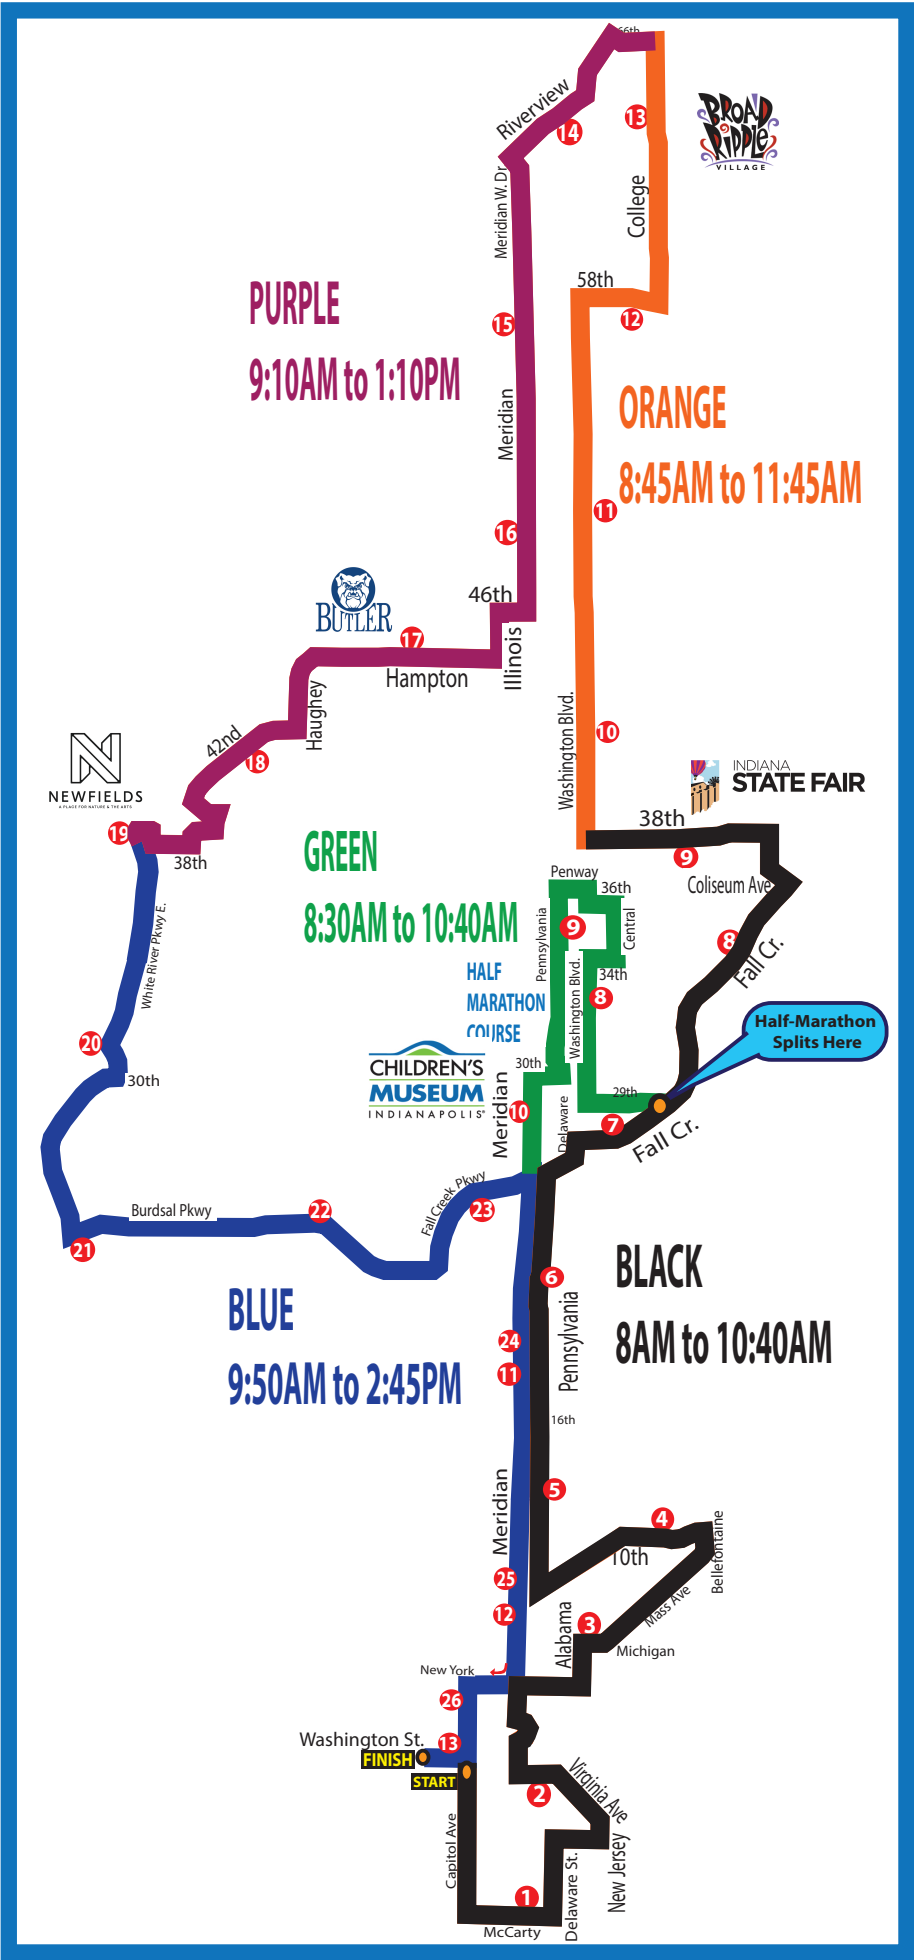 66th
Riverview
14
13
BROAD
RIPPLE
VILLAGE
Meridian W. Dr
College
58th
12
PURPLE
9:10AM to 1:10PM
15
Meridian
ORANGE
8:45AM to 11:45AM
11
16
46th
BUTLER
17
Hampton
Illinois
Haughey
42nd
18
Washington Blvd.
10
NEWFIELDS
A PLACE FOR NATURE & THE ARTS
INDIANA
STATE FAIR
38th
9
19
38th
Coliseum Ave
GREEN
8:30AM to 10:40AM
Penway
36th
Pennsylvania
9
Central
8
Fall Cr.
White River Pkwy E.
HALF
MARATHON
COURSE
Washington Blvd.
34th
8
Half-Marathon
Splits Here
20
30th
CHILDREN'S
MUSEUM
INDIANAPOLIS
30th
Meridian
10
29th
Delaware
7
Fall Cr.
Burdsal Pkwy
22
Fall Creek Pkwy
23
21
6
BLACK
8AM to 10:40AM
BLUE
9:50AM to 2:45PM
Pennsylvania
24
11
16th
Meridian
5
4
10th
Bellefontaine
25
12
Alabama
3
Mass Ave
Michigan
New York
26
Washington St.
13
FINISH
START
2
Virginia Ave
Capitol Ave
New Jersey
1
Delaware St.
McCarty